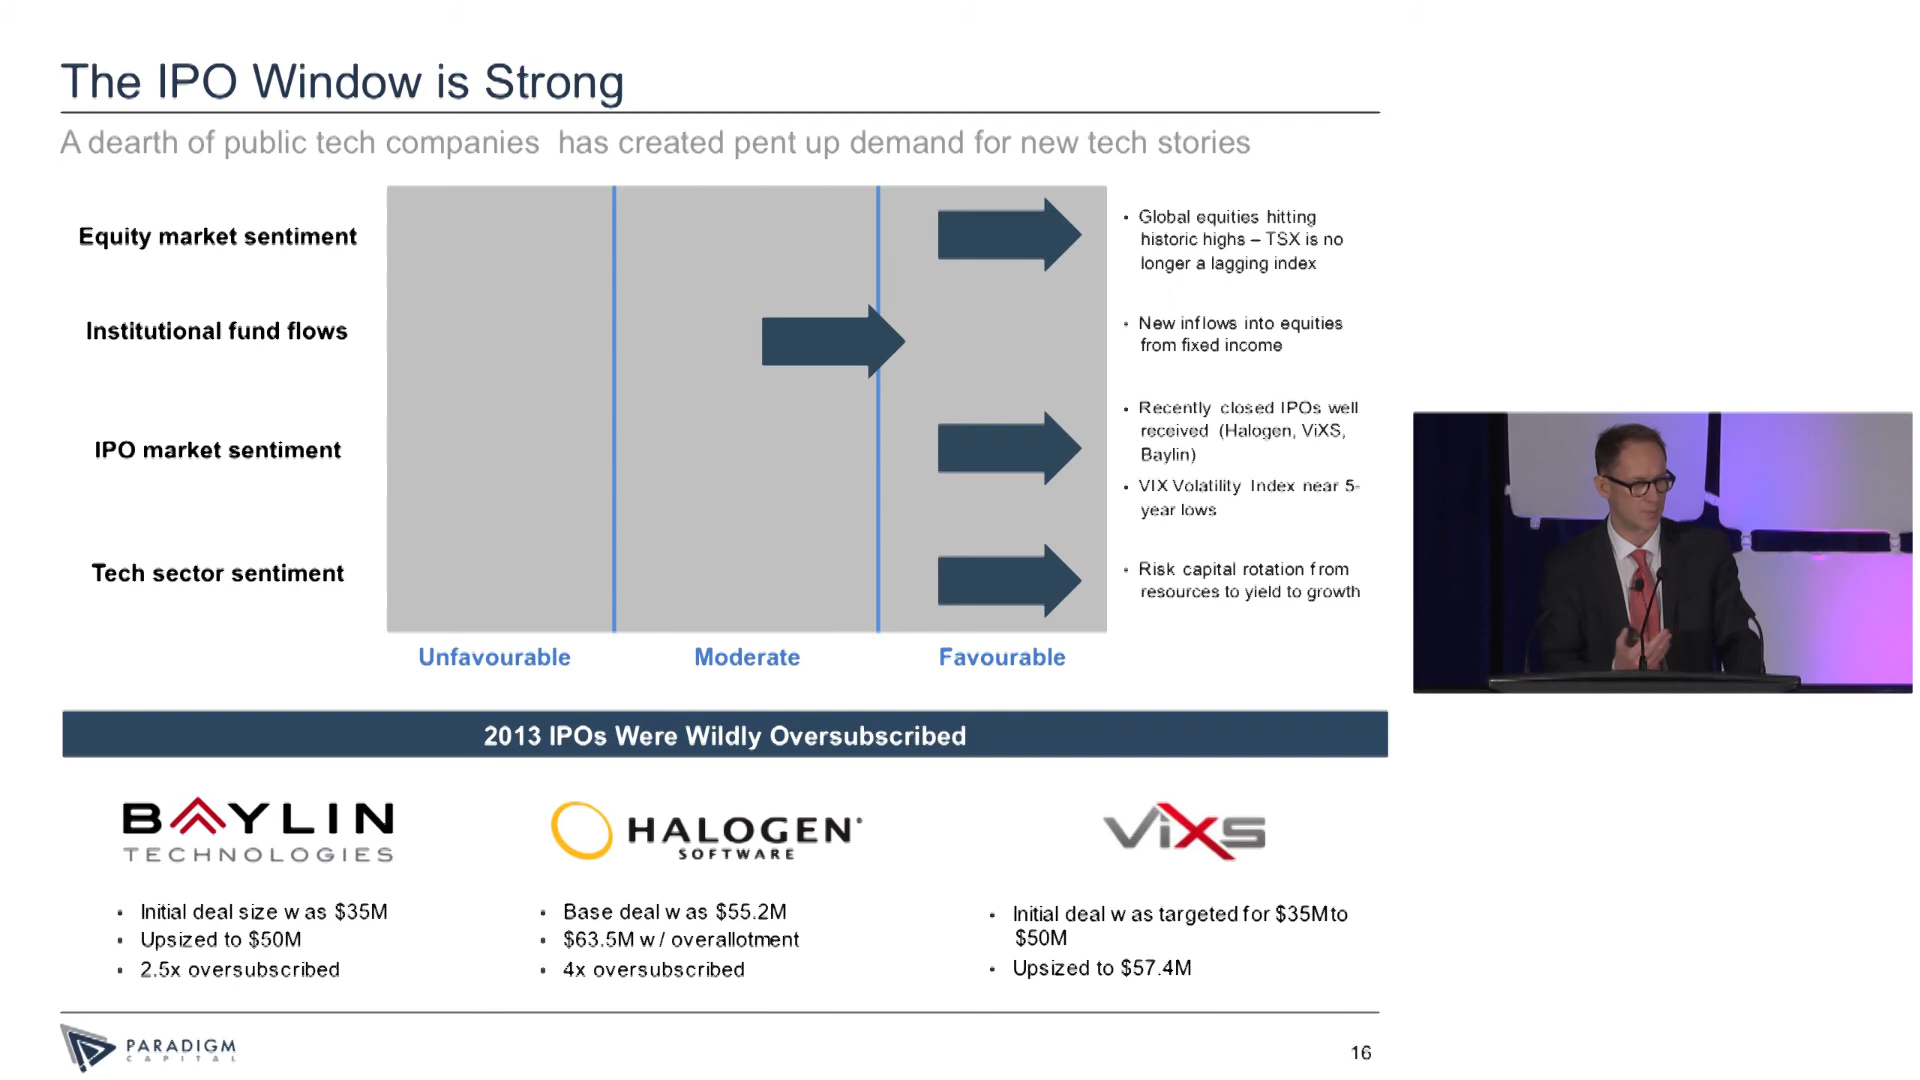 The IPO Window is Strong
A dearth of public tech companies has created pent up demand for new tech stories
Equity market sentiment
• Global equities hitting
historic highs – TSX is no
longer a lagging index
Institutional fund flows
• New inflows into equities
from fixed income
IPO market sentiment
• Recently closed IPOs well
received (Halogen, ViXS,
Baylin)
• VIX Volatility Index near 5-
year lows
Tech sector sentiment
• Risk capital rotation from
resources to yield to growth
Unfavourable
Moderate
Favourable
2013 IPOs Were Wildly Oversubscribed
BAYLIN
TECHNOLOGIES
• Initial deal size was $35M
• Upsized to $50M
• 2.5x oversubscribed
HALOGEN
SOFTWARE
• Base deal was $55.2M
• $63.5M w/ overallotment
• 4x oversubscribed
ViXS
• Initial deal was targeted for $35M to
$50M
• Upsized to $57.4M
PARADIGM
CAPITAL
16